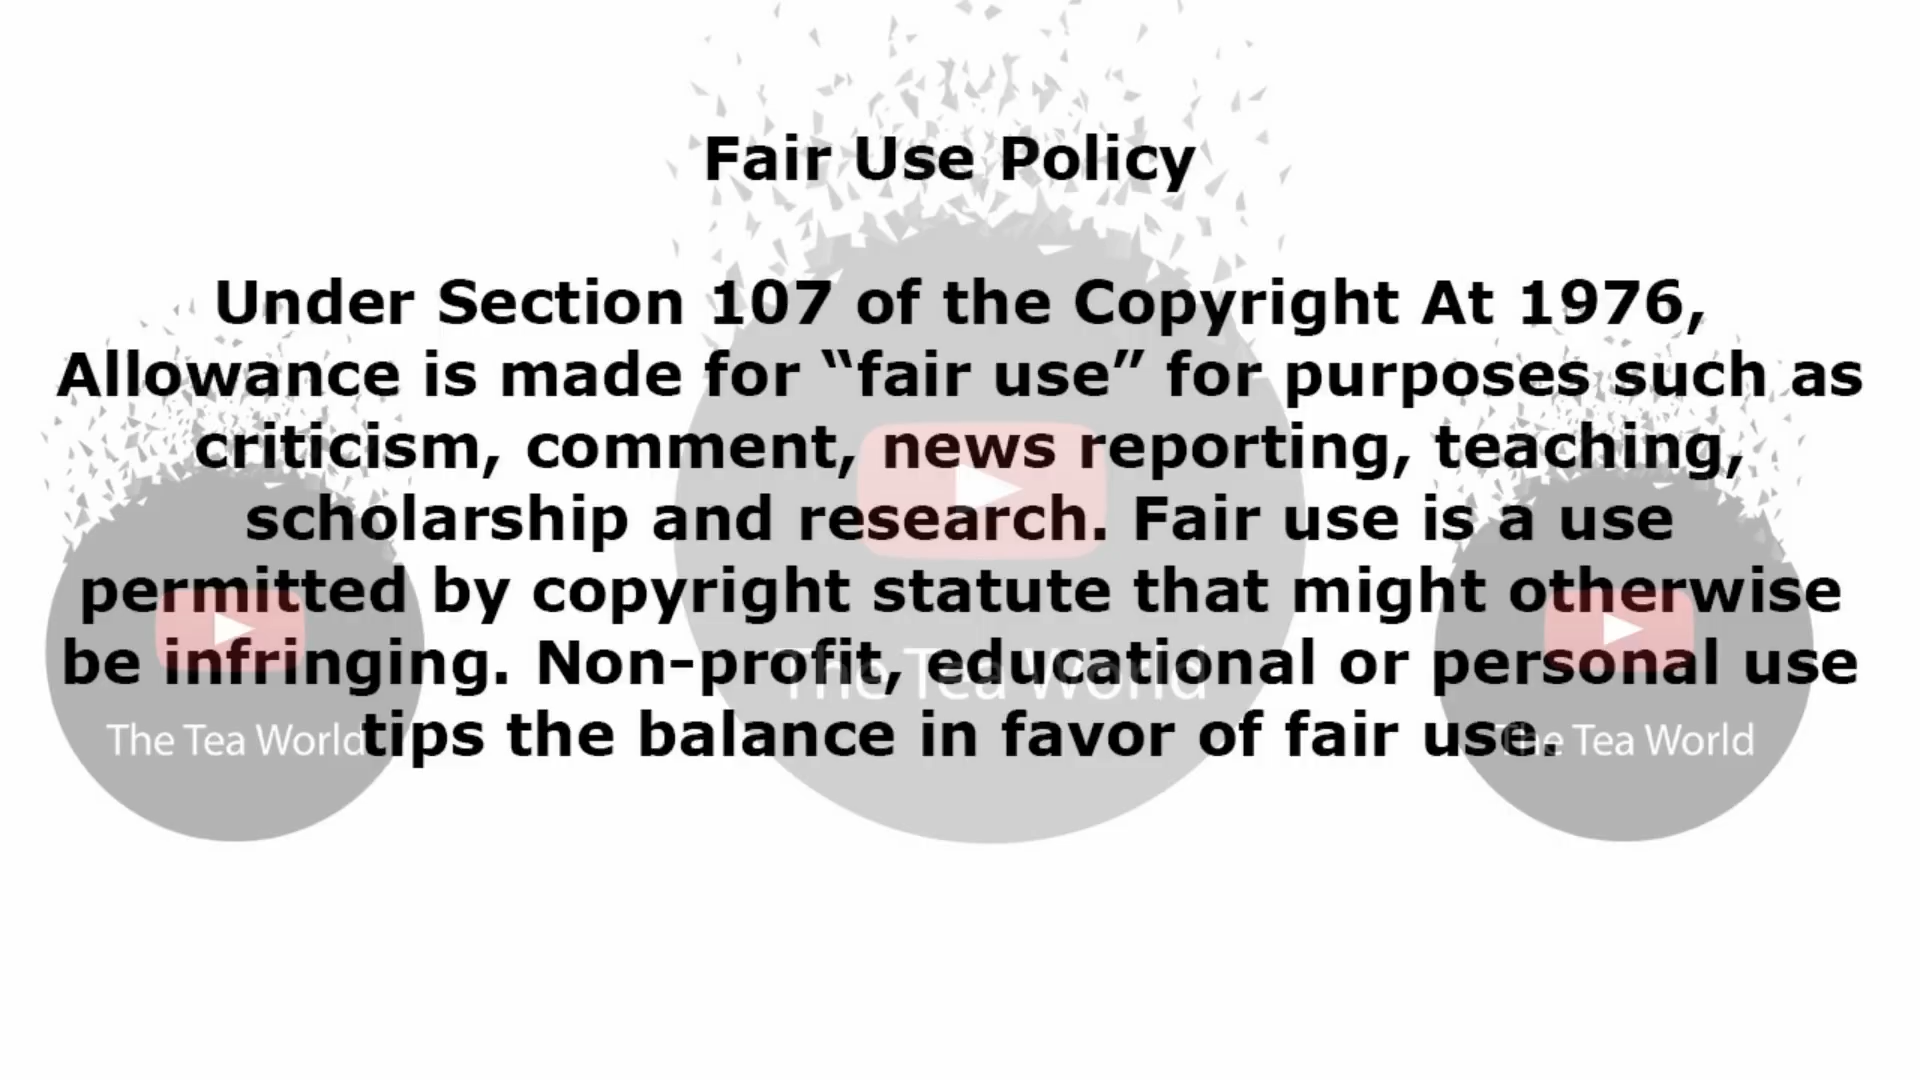 Fair Use Policy
Under Section 107 of the Copyright At 1976,
Allowance is made for “fair use” for purposes such as
criticism, comment, news reporting, teaching,
scholarship and research. Fair use is a use
permitted by copyright statute that might otherwise
be infringing. Non-profit, educational or personal use
tips the balance in favor of fair use.
The Tea World
The Tea World
The Tea World